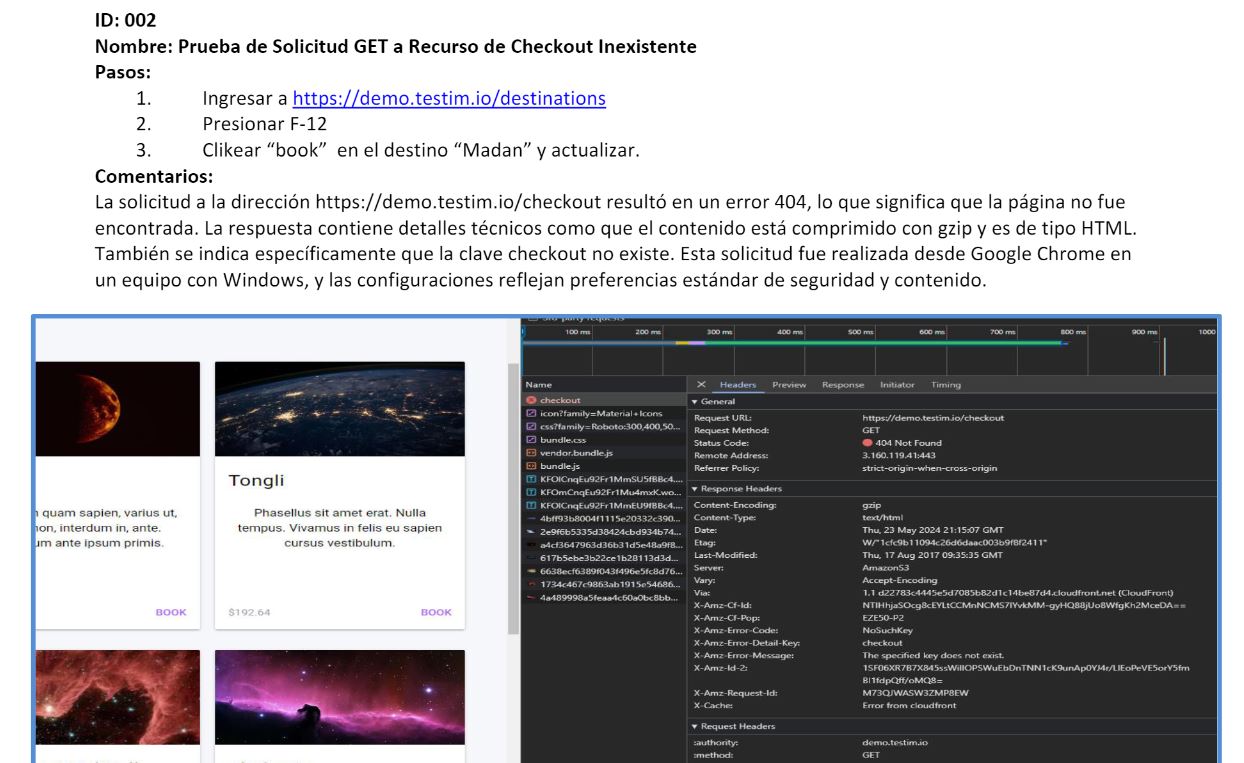 ID: 002
Nombre: Prueba de Solicitud GET a Recurso de Checkout Inexistente
Pasos:
1. Ingresar a https://demo.testim.io/destinations
2. Presionar F-12
3. Clikear “book” en el destino “Madan” y actualizar.
Comentarios:
La solicitud a la dirección https://demo.testim.io/checkout resultó en un error 404, lo que significa que la página no fue
encontrada. La respuesta contiene detalles técnicos como que el contenido está comprimido con gzip y es de tipo HTML.
También se indica específicamente que la clave checkout no existe. Esta solicitud fue realizada desde Google Chrome en
un equipo con Windows, y las configuraciones reflejan preferencias estándar de seguridad y contenido.
quam sapien, varius ut,
non, interdum in, ante.
um ante ipsum primis.
BOOK
Tongli
Phasellus sit amet erat. Nulla
tempus. Vivamus in felis eu sapien
cursus vestibulum.
$192.64 BOOK
3rd-party requests
100 ms 200 ms 300 ms 400 ms 500 ms 600 ms 700 ms 800 ms 900 ms 1000
Name
checkout
icon?family=Material+Icons
css?family=Roboto:300,400,50...
bundle.css
vendor.bundle.js
bundle.js
KFOlCnqEu92Fr1MmSU5fBBc4....
KFOmCnqEu92Fr1Mu4mxK.wo...
KFOlCnqEu92Fr1MmEU9fBBc4....
4bff93b8004f1115e20332c390...
2e9f6b5335d38424cbd934b74...
a4cf3647963d36b31d5e48a9f8...
617b5ebe3b22ce1b28113d3d...
6638ecf6389f043f496e5fc8d76...
1734c467c9863ab1915e54686...
4a489998a5feaa4c60a0bc8bb...
Headers Preview Response Initiator Timing
General
Request URL: https://demo.testim.io/checkout
Request Method: GET
Status Code: 404 Not Found
Remote Address: 3.160.119.41:443
Referrer Policy: strict-origin-when-cross-origin
Response Headers
Content-Encoding: gzip
Content-Type: text/html
Date: Thu, 23 May 2024 21:15:07 GMT
Etag: W/"1cfc9b11094c26d6daac003b9f8f2411"
Last-Modified: Thu, 17 Aug 2017 09:35:35 GMT
Server: AmazonS3
Vary: Accept-Encoding
Via: 1.1 d22783c4445e5d7085b82d1c14be87d4.cloudfront.net (CloudFront)
X-Amz-Cf-Id:
X-Amz-Cf-Pop: EZE50-P2
X-Amz-Error-Code: NoSuchKey
X-Amz-Error-Detail-Key: checkout
X-Amz-Error-Message: The specified key does not exist.
X-Amz-Id-2:
X-Amz-Request-Id: M73QJWASW3ZMP8EW
X-Cache: Error from cloudfront
Request Headers
:authority: demo.testim.io
:method: GET